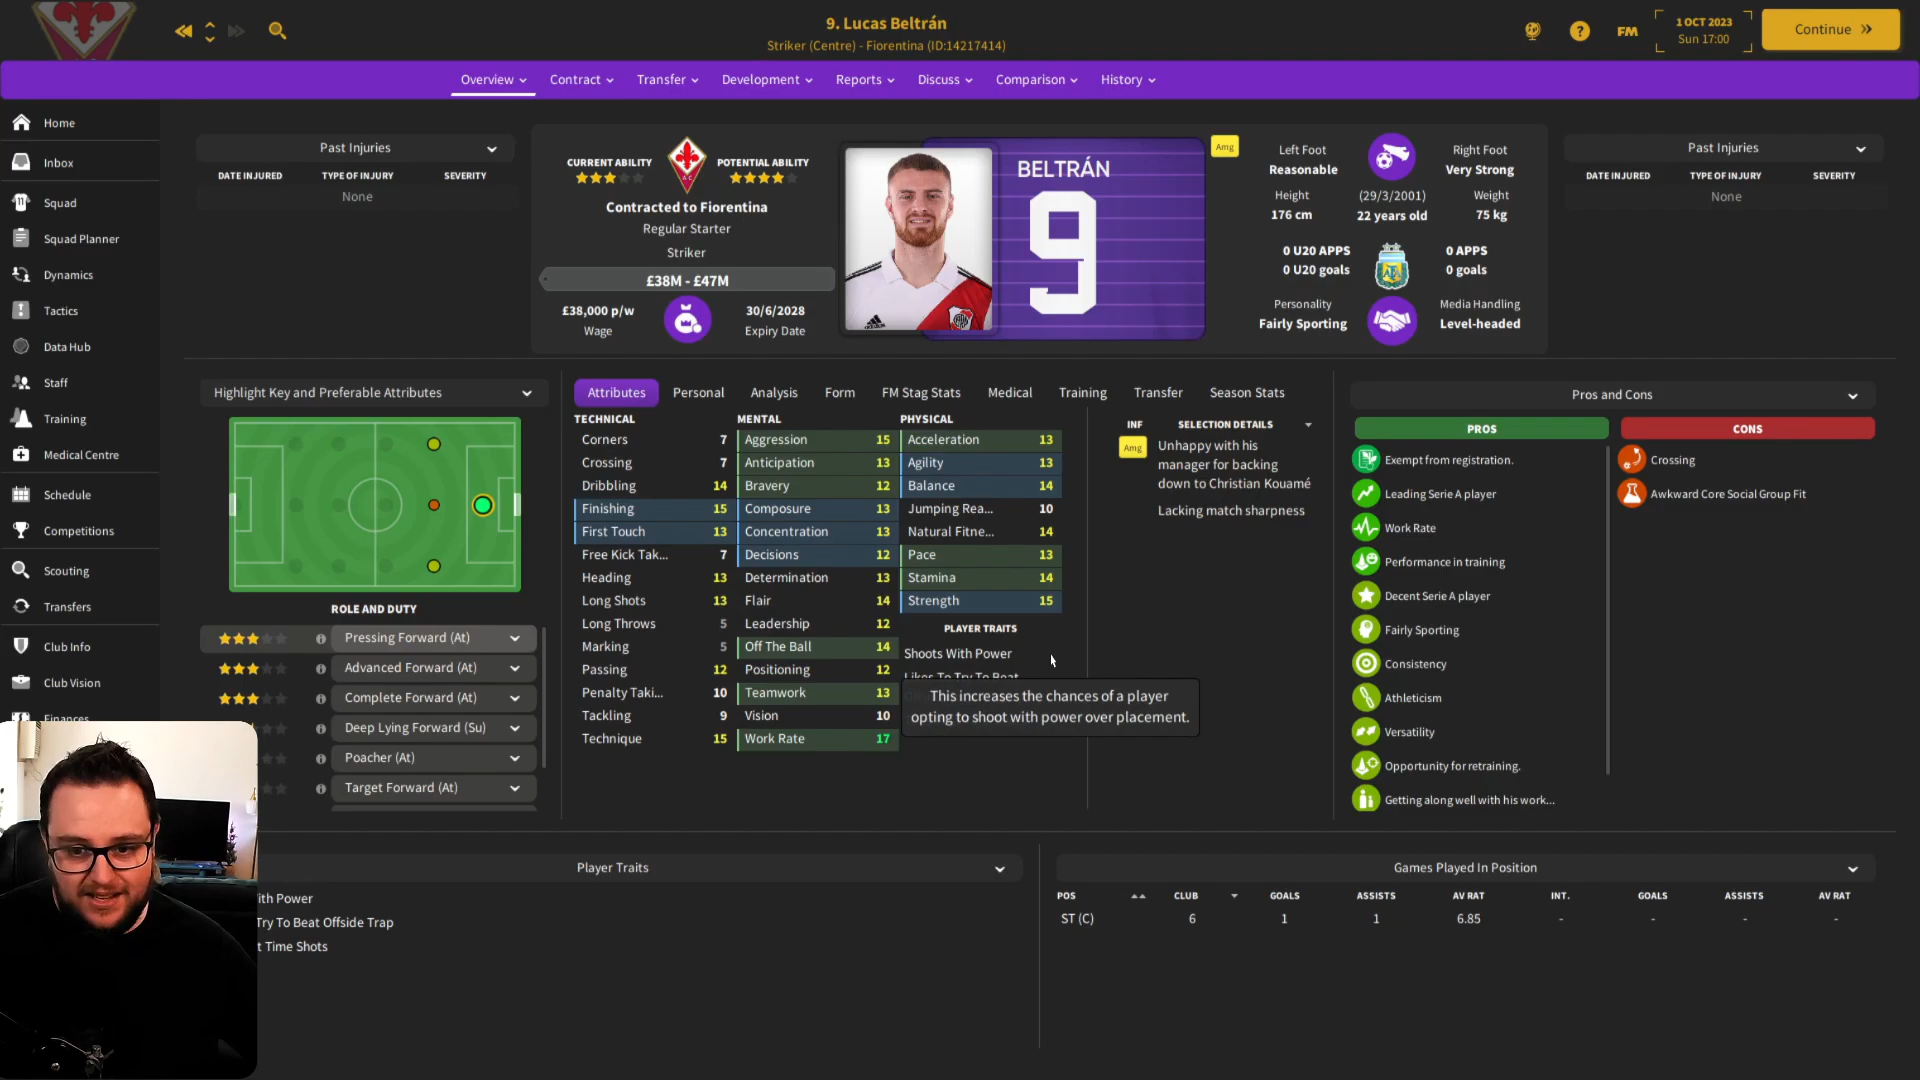 9. Lucas Beltrán
Striker (Centre) - Fiorentina (ID:14217414)
FM
1 OCT 2023
Sun 17:00
Continue
Overview
Contract
Transfer
Development
Reports
Discuss
Comparison
History
Home
Inbox
Squad
Squad Planner
Dynamics
Tactics
Data Hub
Staff
Training
Medical Centre
Schedule
Competitions
Scouting
Transfers
Club Info
Club Vision
Finances
Past Injuries
DATE INJURED TYPE OF INJURY SEVERITY
None
CURRENT ABILITY
POTENTIAL ABILITY
Contracted to Fiorentina
Regular Starter
Striker
£38M - £47M
£38,000 p/w
Wage
30/6/2028
Expiry Date
BELTRÁN
9
Amg
Left Foot
Reasonable
Right Foot
Very Strong
Height
176 cm
(29/3/2001)
22 years old
Weight
75 kg
0 U20 APPS
0 U20 goals
0 APPS
0 goals
Personality
Fairly Sporting
Media Handling
Level-headed
Past Injuries
DATE INJURED TYPE OF INJURY SEVERITY
None
Highlight Key and Preferable Attributes
ROLE AND DUTY
Pressing Forward (At)
Advanced Forward (At)
Complete Forward (At)
Deep Lying Forward (Su)
Poacher (At)
Target Forward (At)
Attributes
Personal
Analysis
Form
FM Stag Stats
Medical
Training
Transfer
Season Stats
TECHNICAL
Corners 7
Crossing 7
Dribbling 14
Finishing 15
First Touch 13
Free Kick Tak... 7
Heading 13
Long Shots 13
Long Throws 5
Marking 5
Passing 12
Penalty Taki... 10
Tackling 9
Technique 15
MENTAL
Aggression 15
Anticipation 13
Bravery 12
Composure 13
Concentration 13
Decisions 12
Determination 13
Flair 14
Leadership 12
Off The Ball 14
Positioning 12
Teamwork 13
Vision 10
Work Rate 17
PHYSICAL
Acceleration 13
Agility 13
Balance 14
Jumping Rea... 10
Natural Fitne... 14
Pace 13
Stamina 14
Strength 15
PLAYER TRAITS
Shoots With Power
Likes To Try To Beat
This increases the chances of a player
opting to shoot with power over placement.
INF SELECTION DETAILS
Amg
Unhappy with his
manager for backing
down to Christian Kouamé
Lacking match sharpness
Pros and Cons
PROS
Exempt from registration.
Leading Serie A player
Work Rate
Performance in training
Decent Serie A player
Fairly Sporting
Consistency
Athleticism
Versatility
Opportunity for retraining.
Getting along well with his work...
CONS
Crossing
Awkward Core Social Group Fit
Player Traits
ith Power
Try To Beat Offside Trap
t Time Shots
Games Played In Position
POS CLUB GOALS ASSISTS AV RAT INT. GOALS ASSISTS AV RAT
ST (C) 6 1 1 6.85 - - - -